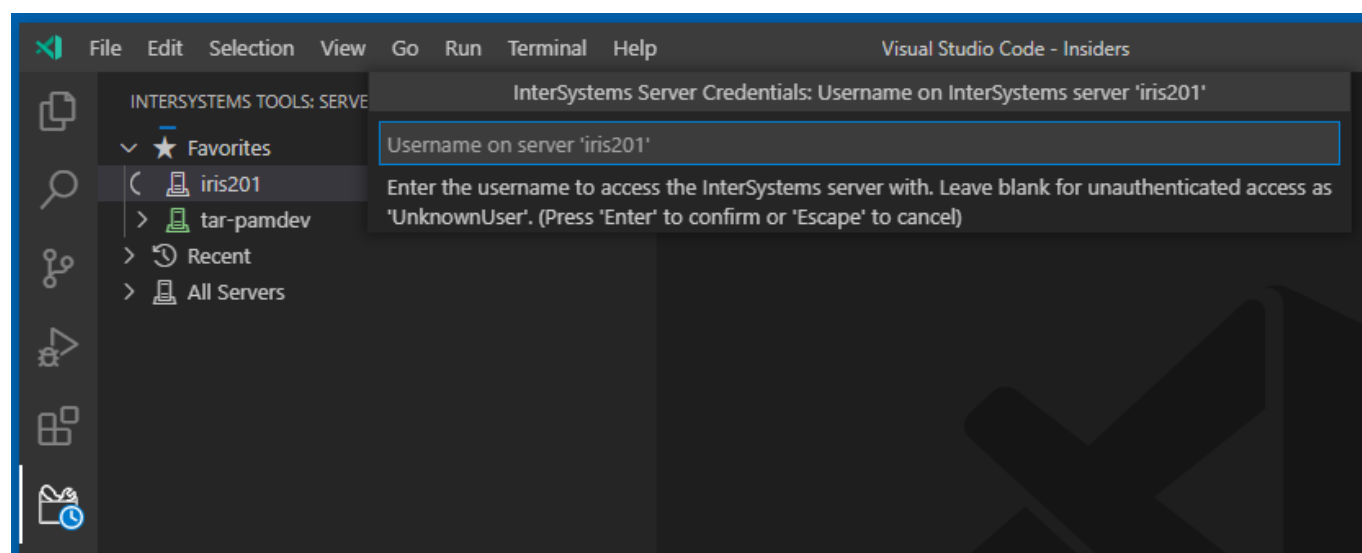 File Edit Selection View Go Run Terminal Help Visual Studio Code - Insiders
INTERSYSTEMS TOOLS: SERVE
InterSystems Server Credentials: Username on InterSystems server 'iris201'
Username on server 'iris201'
Enter the username to access the InterSystems server with. Leave blank for unauthenticated access as
'UnknownUser'. (Press 'Enter' to confirm or 'Escape' to cancel)
Favorites
iris201
tar-pamdev
Recent
All Servers